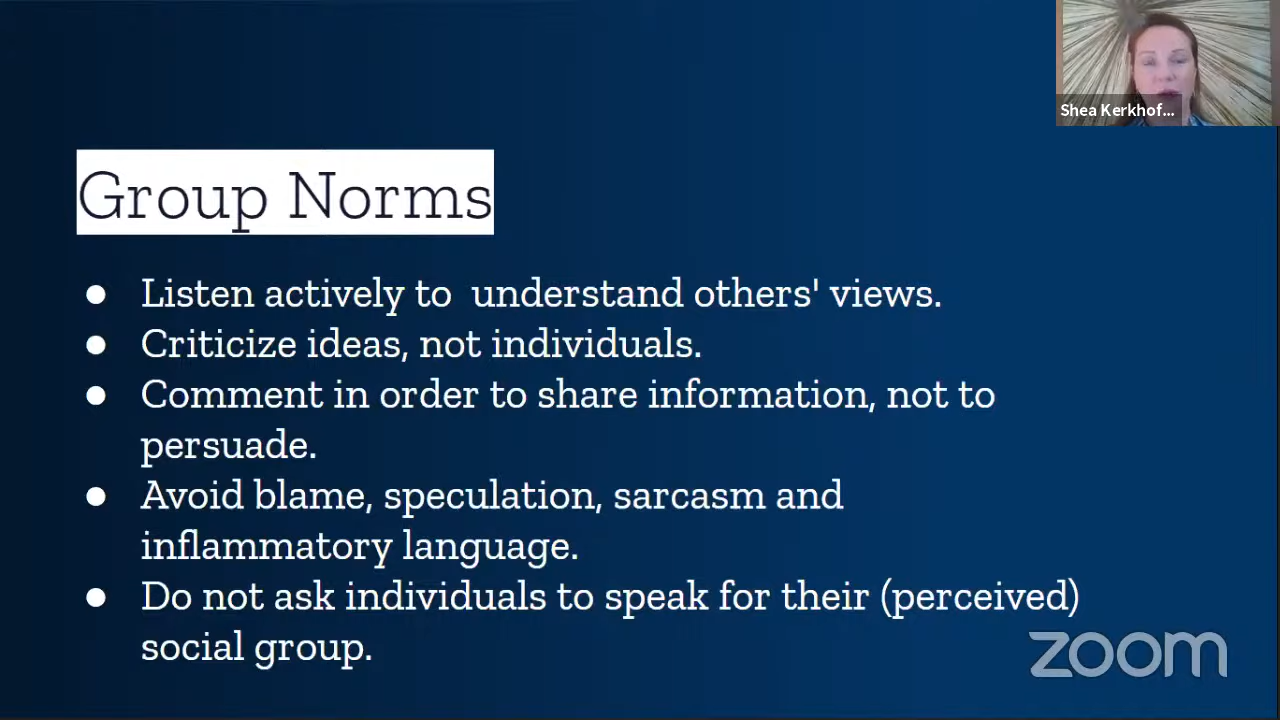 Shea Kerkhof...
Group Norms
● Listen actively to  understand others' views.
● Criticize ideas, not individuals.
● Comment in order to share information, not to
persuade.
● Avoid blame, speculation, sarcasm and
inflammatory language.
● Do not ask individuals to speak for their (perceived)
social group.
zoom